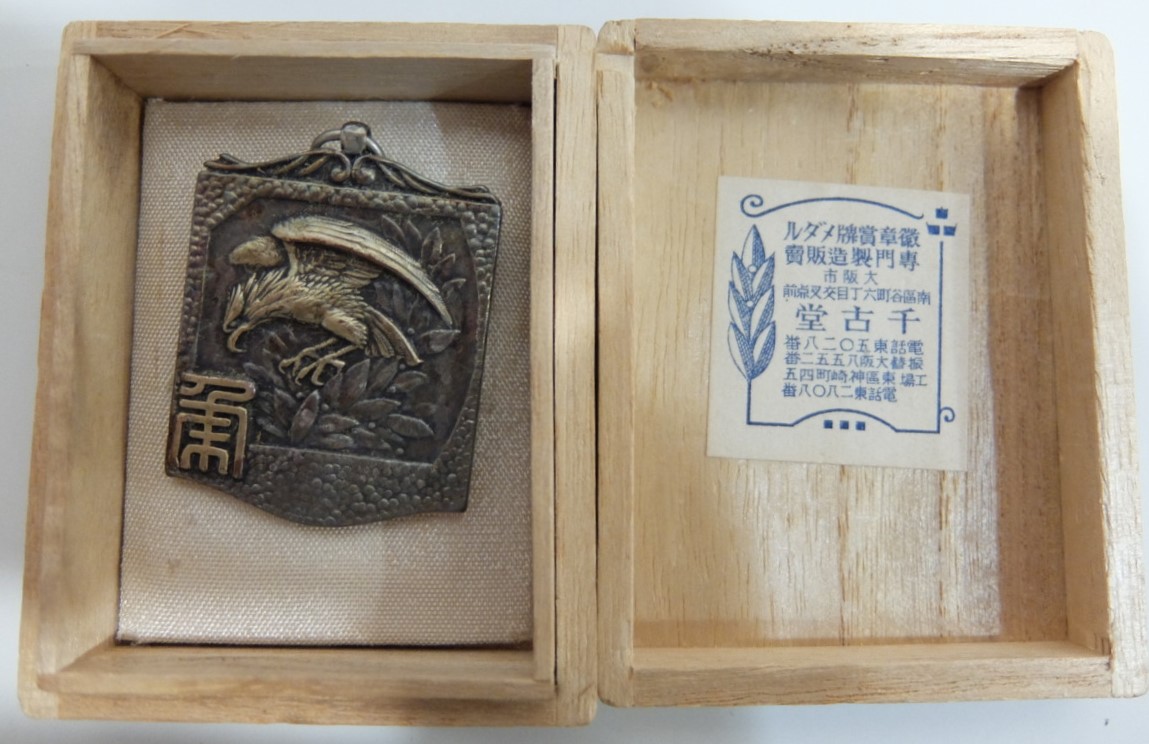 徽章賞牌メダル
專門製造販賣
大阪市
南區谷町六丁目交叉点前
千古堂
電話東五〇二八番
振替大阪八五五二番
工場東區神崎町四五
電話東二八〇八番